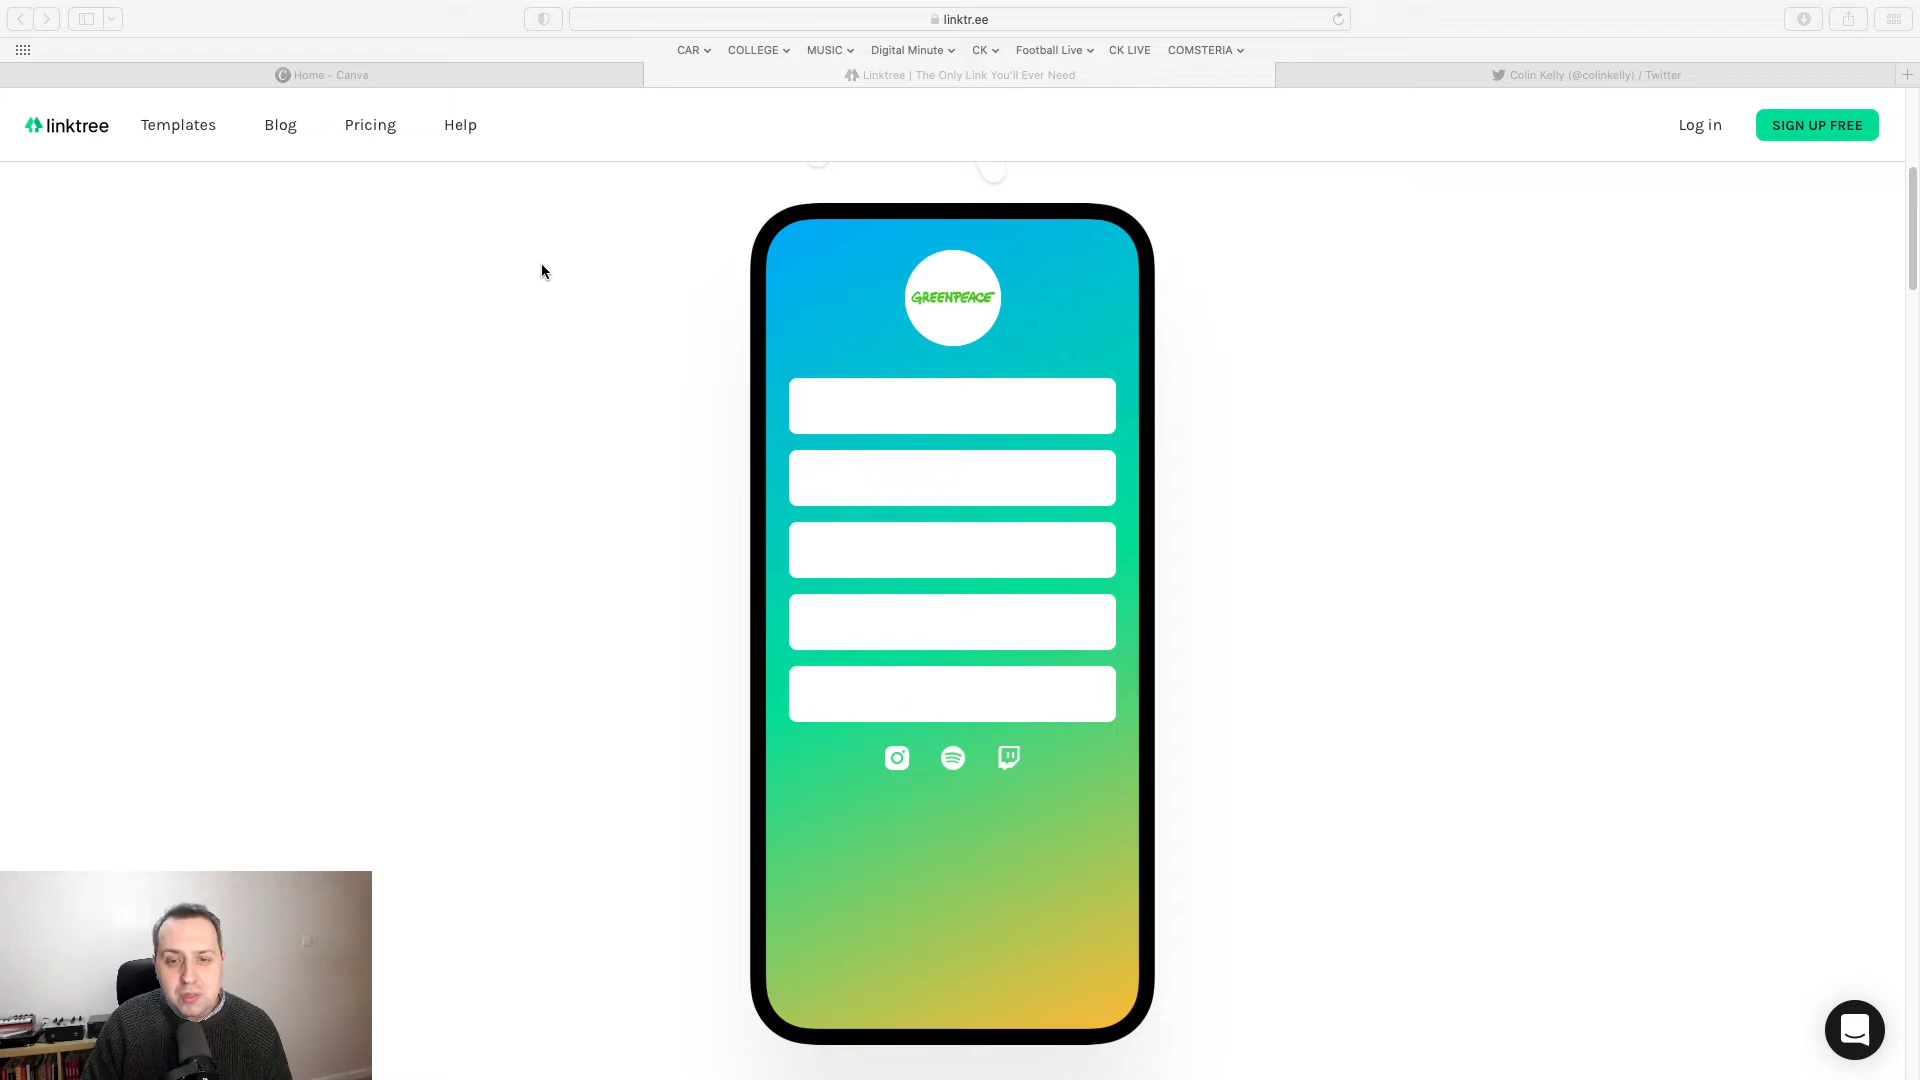 linktr.ee
CAR
COLLEGE
MUSIC
Digital Minute
CK
Football Live
CK LIVE
COMSTERIA
Home – Canva
Linktree | The Only Link You'll Ever Need
Colin Kelly (@colinkelly) / Twitter
linktree
Templates
Blog
Pricing
Help
Log in
SIGN UP FREE
GREENPEACE